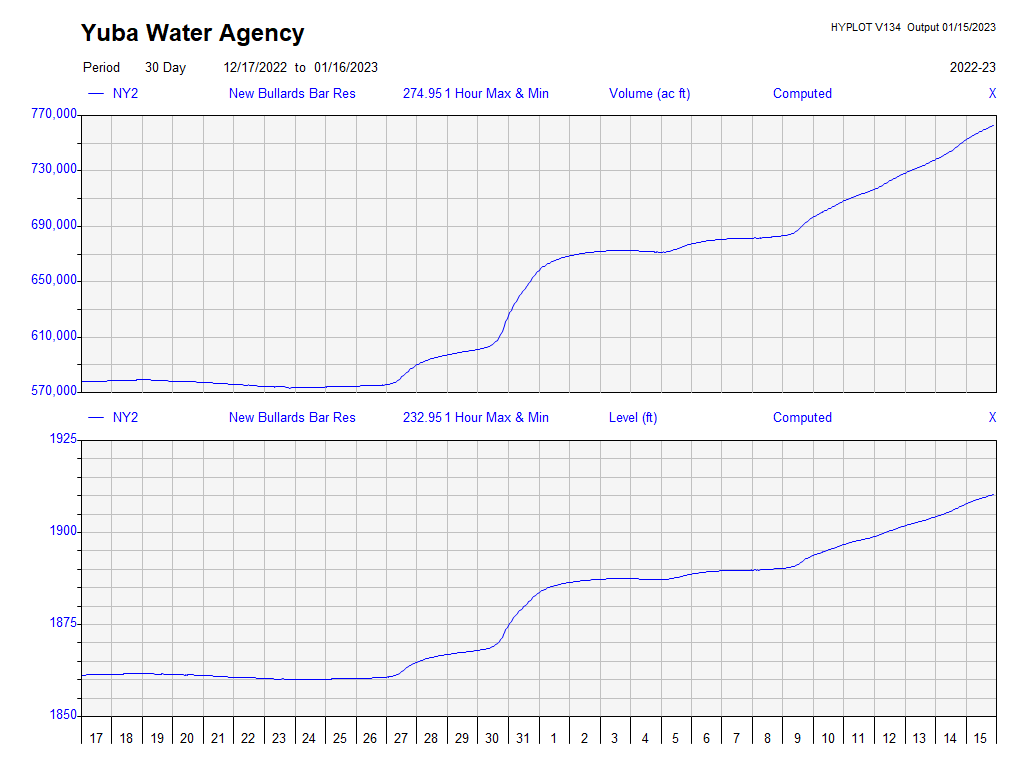 Yuba Water Agency
HYPLOT V134 Output 01/15/2023
Period 30 Day 12/17/2022 to 01/16/2023 2022-23
NY2 New Bullards Bar Res 274.95 1 Hour Max & Min Volume (ac ft) Computed X
770,000
730,000
690,000
650,000
610,000
570,000
NY2 New Bullards Bar Res 232.95 1 Hour Max & Min Level (ft) Computed X
1925
1900
1875
1850
17 18 19 20 21 22 23 24 25 26 27 28 29 30 31 1 2 3 4 5 6 7 8 9 10 11 12 13 14 15